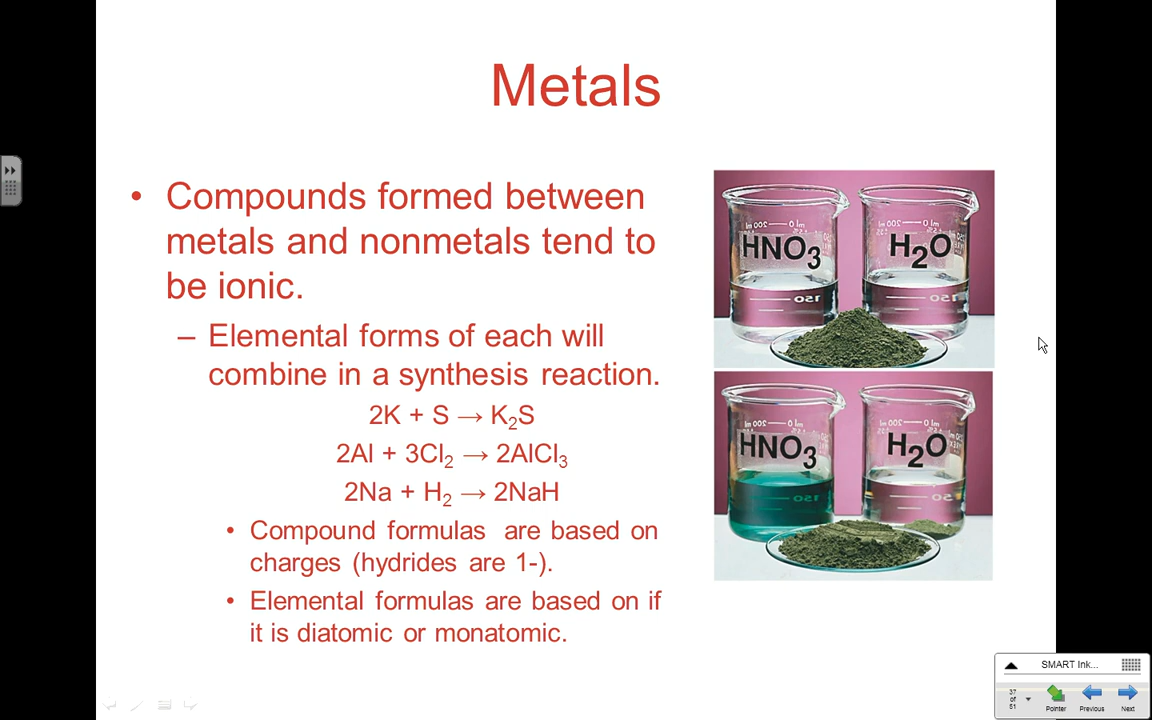 Metals
• Compounds formed between
metals and nonmetals tend to
be ionic.
– Elemental forms of each will
combine in a synthesis reaction.
2K + S → K₂S
2Al + 3Cl₂ → 2AlCl₃
2Na + H₂ → 2NaH
• Compound formulas are based on
charges (hydrides are 1-).
• Elemental formulas are based on if
it is diatomic or monatomic.
HNO₃
H₂O
150
HNO₃
H₂O
150
SMART Ink...
37
of
51
Pointer
Previous
Next